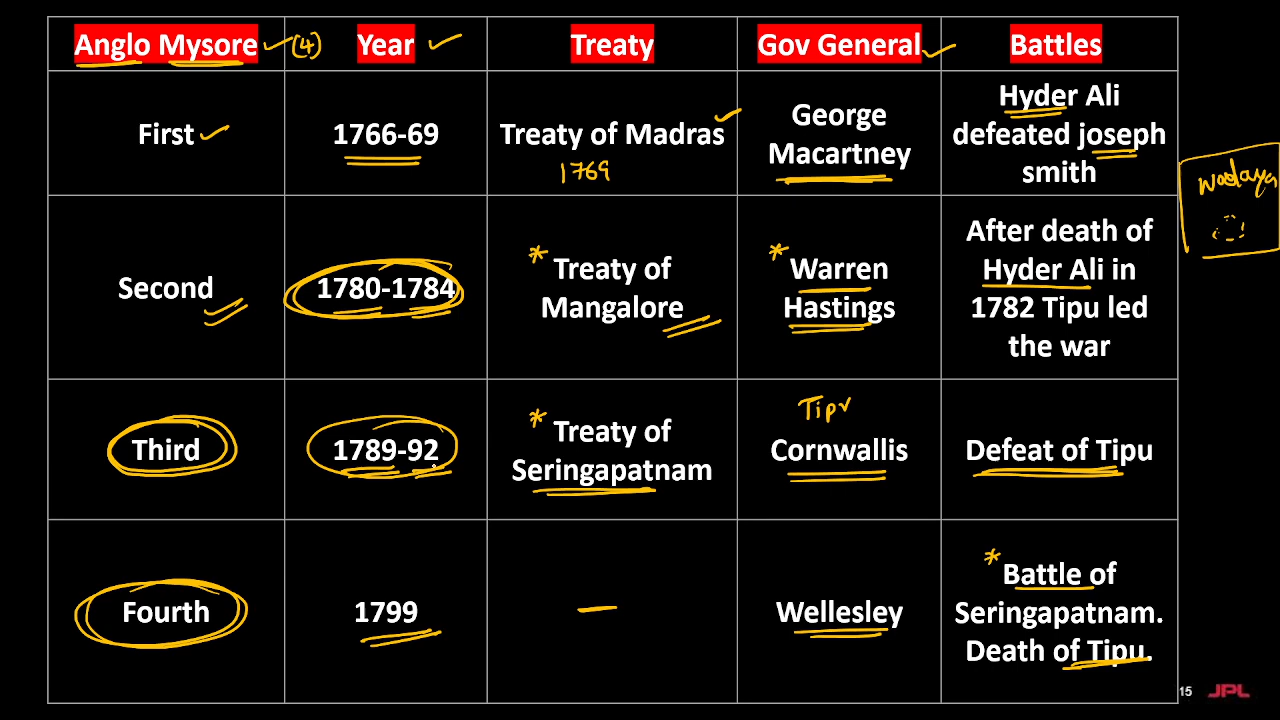 Anglo Mysore (4) Year Treaty Gov General Battles
First 1766-69 Treaty of Madras
1769
George
Macartney
Hyder Ali
defeated joseph
smith
Second 1780-1784
Treaty of
Mangalore
Warren
Hastings
After death of
Hyder Ali in
1782 Tipu led
the war
Third 1789-92
Treaty of
Seringapatnam
Tipu
Cornwallis
Defeat of Tipu
Fourth 1799
Wellesley
Battle of
Seringapatnam.
Death of Tipu.
15 JPL